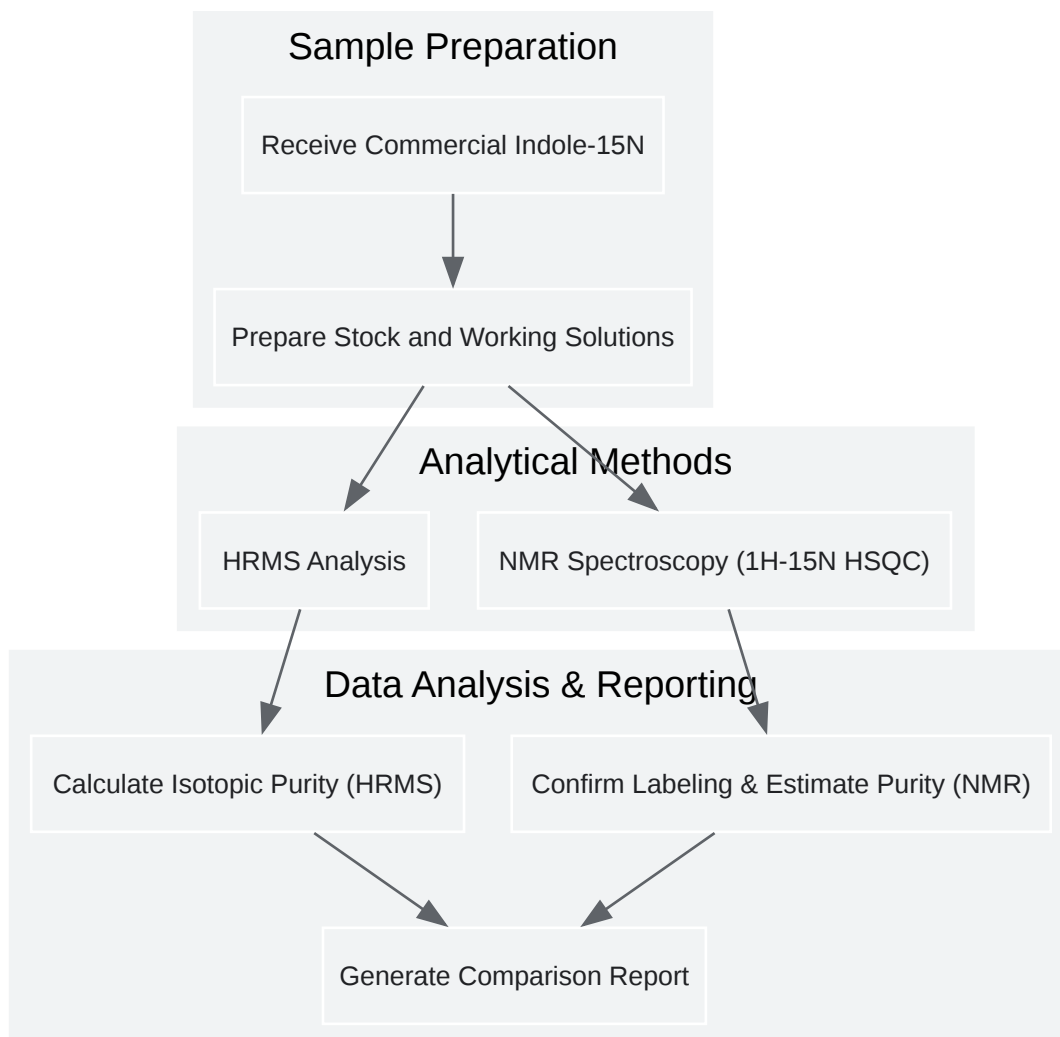 Sample Preparation
Receive Commercial Indole-15N
Prepare Stock and Working Solutions
Analytical Methods
HRMS Analysis
NMR Spectroscopy (1H-15N HSQC)
Data Analysis & Reporting
Calculate Isotopic Purity (HRMS)
Confirm Labeling & Estimate Purity (NMR)
Generate Comparison Report